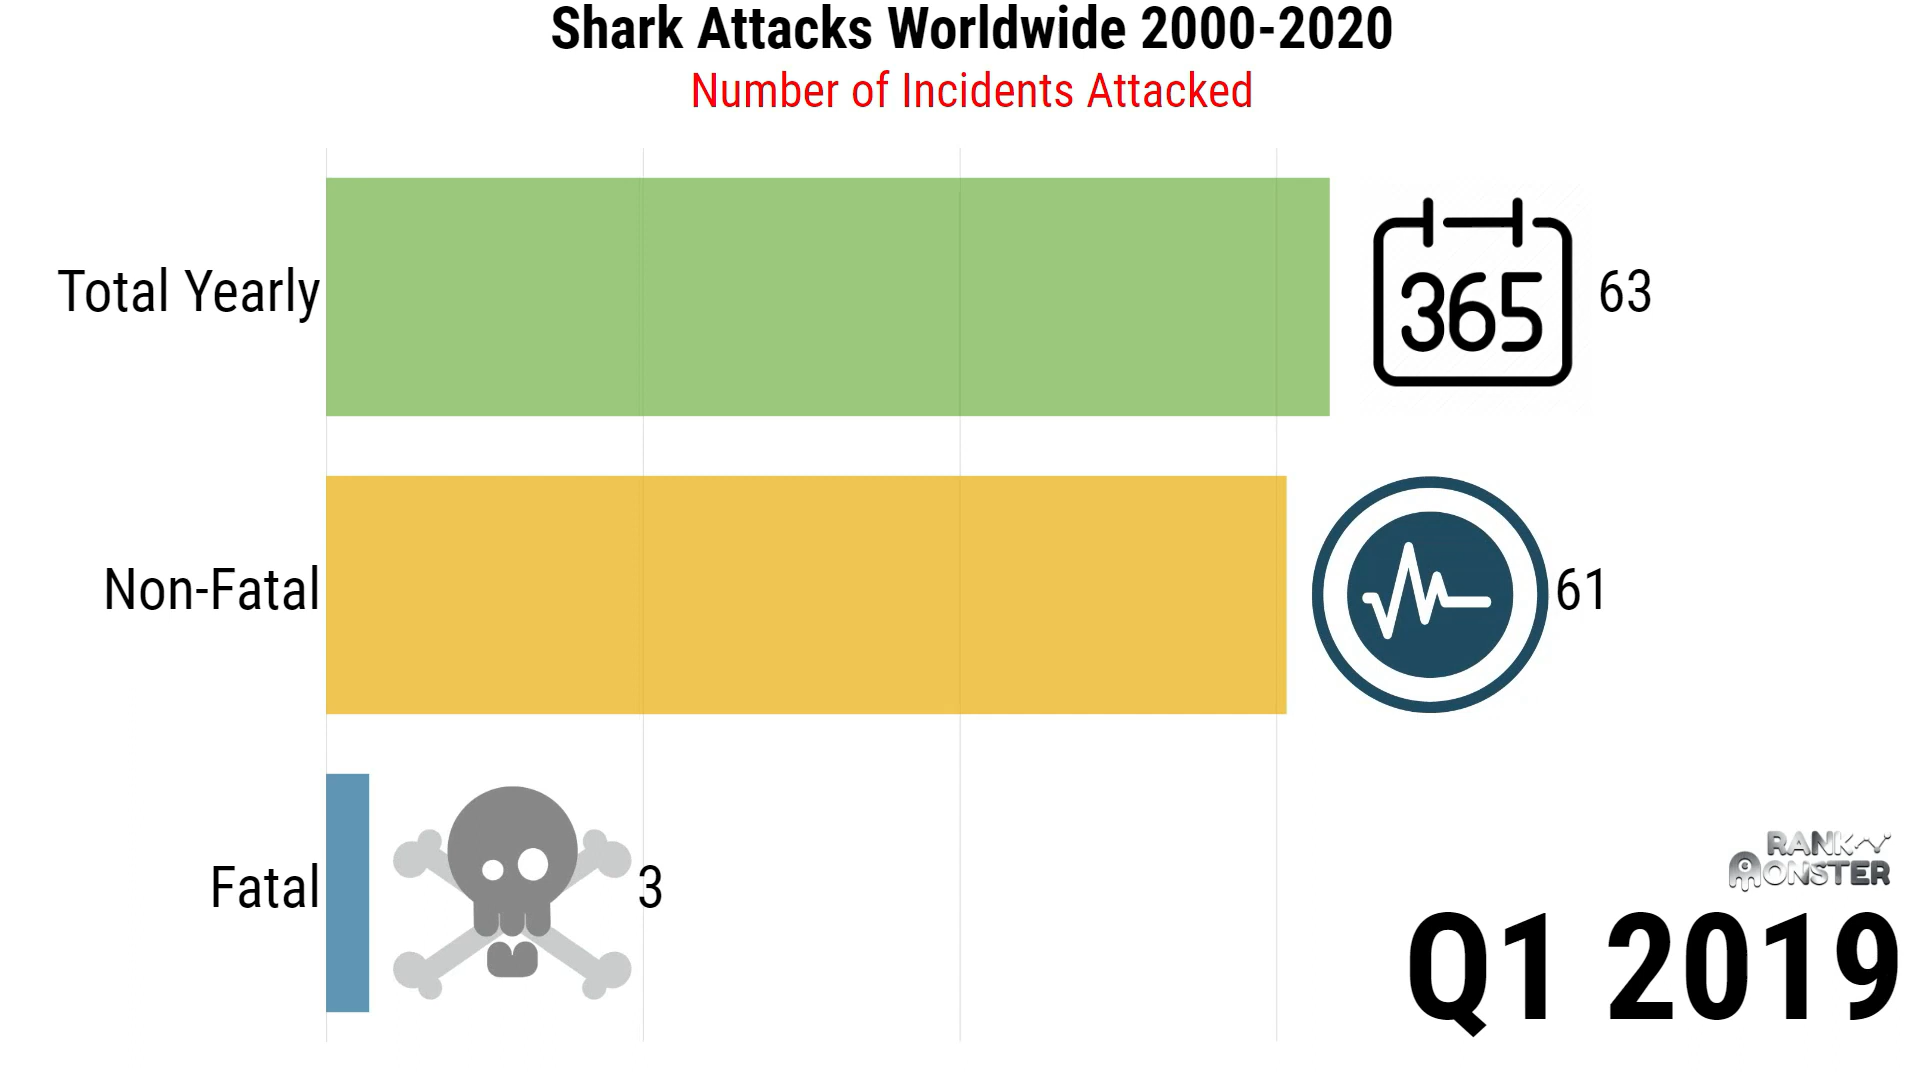 Shark Attacks Worldwide 2000-2020
Number of Incidents Attacked
Total Yearly
365
63
Non-Fatal
61
Fatal
3
RANK
MONSTER
Q1 2019